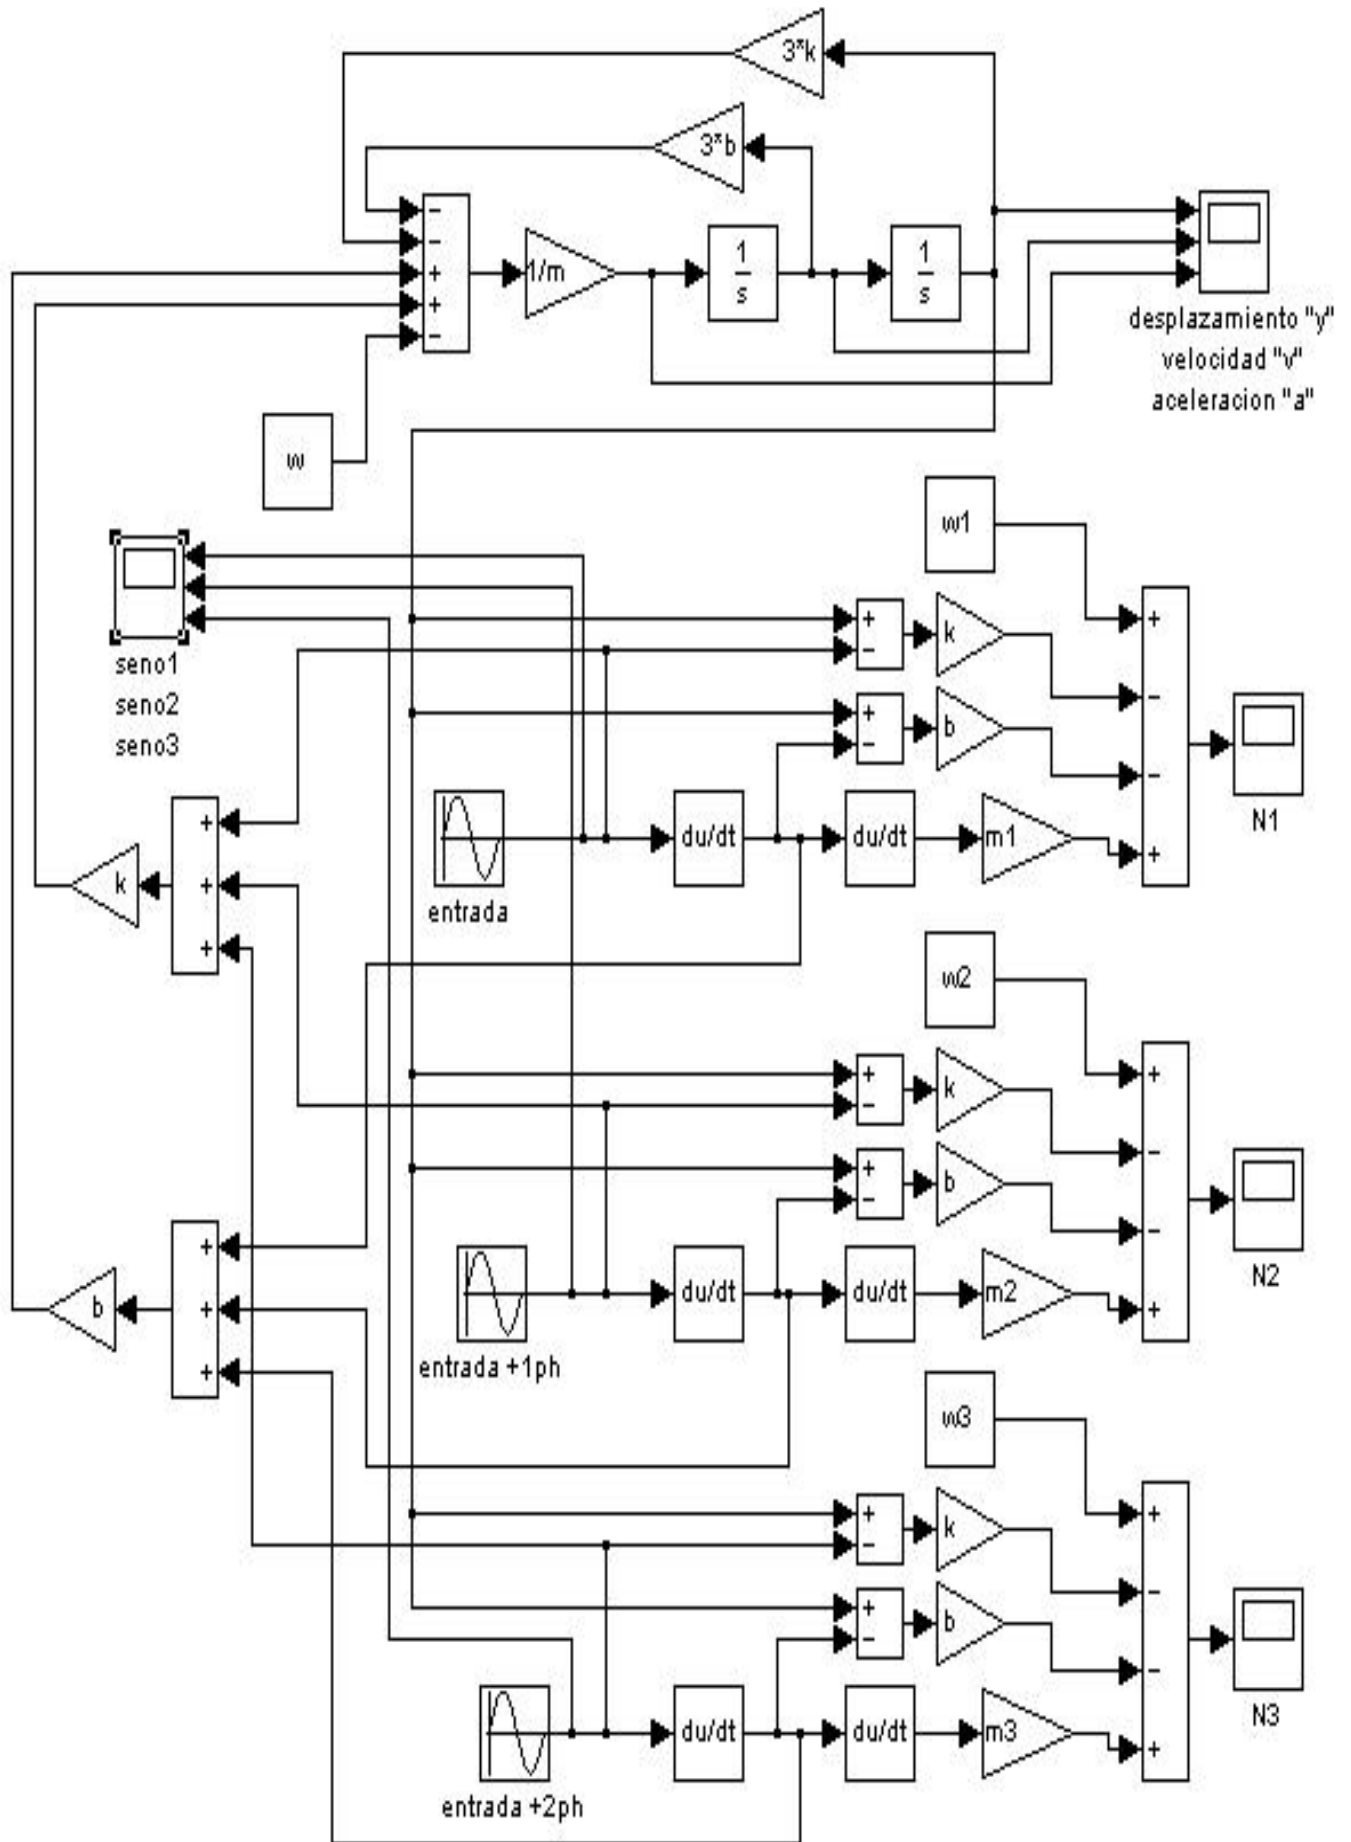 3*k
3*b
-
-
+
+
-
1/m
1
s
1
s
desplazamiento "y"
velocidad "v"
aceleracion "a"
w
w1
seno1
seno2
seno3
+
-
k
+
-
b
+
-
-
+
N1
entrada
du/dt
du/dt
m1
+
+
+
k
w2
+
-
k
+
-
b
+
-
-
+
N2
entrada +1ph
du/dt
du/dt
m2
+
+
+
b
w3
+
-
k
+
-
b
+
-
-
+
N3
entrada +2ph
du/dt
du/dt
m3